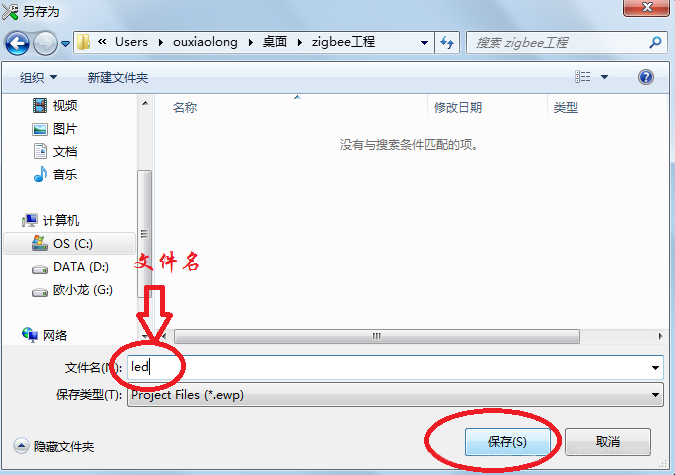 另存为
« Users ▸ ouxiaolong ▸ 桌面 ▸ zigbee工程
搜索 zigbee工程
组织 新建文件夹
名称 修改日期 类型
没有与搜索条件匹配的项。
视频
图片
文档
音乐
计算机
OS (C:)
DATA (D:)
欧小龙 (G:)
网络
文件名
文件名(N): led
保存类型(T): Project Files (*.ewp)
隐藏文件夹
保存(S) 取消